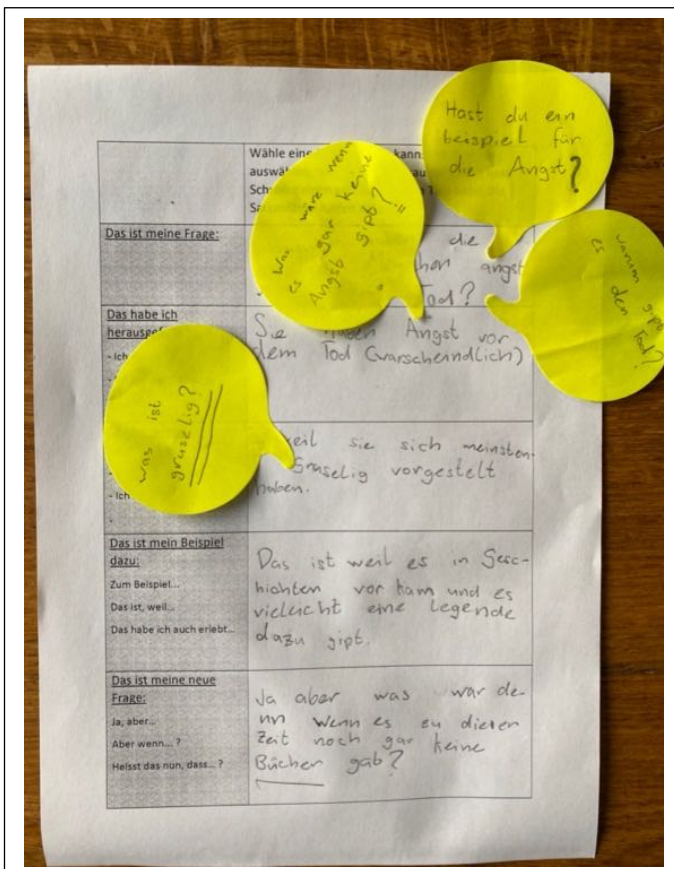 Hast du ein
beispiel für
die Angst?
Was wäre wenn
es gar keine
Angst gipt?
warum gipt
es den Tod?
was ist
gruselig?
Wähle eine kann
auswä au
Sch
Sa
Das ist meine Frage:
die
hen angst
Tod?
Das habe ich
herausge
- Ich
Sie haben Angst vor
dem Tod (warscheindlich)
eil sie sich meinsten
Gruselig vorgestelt
haben.
- Ich
-
Das ist mein Beispiel
dazu:
Zum Beispiel...
Das ist, weil...
Das habe ich auch erlebt...
Das ist weil es in Gesc-
hichten vor kam und es
vieleicht eine Legende
dazu gipt.
Das ist meine neue
Frage:
Ja, aber...
Aber wenn... ?
Heisst das nun, dass... ?
Ja aber was war de-
nn wenn es zu dieser
Zeit noch gar keine
Bücher gab?